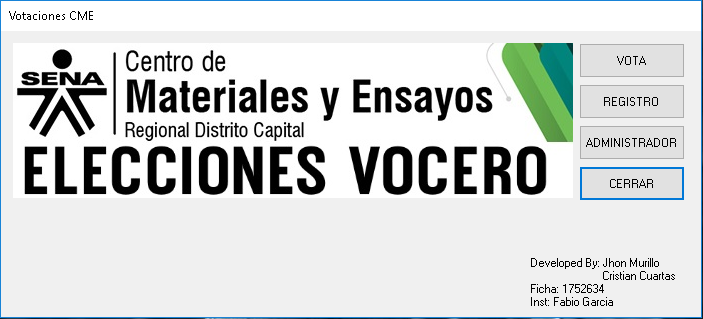 Votaciones CME
SENA
Centro de
Materiales y Ensayos
Regional Distrito Capital
ELECCIONES VOCERO
VOTA
REGISTRO
ADMINISTRADOR
CERRAR
Developed By: Jhon Murillo
Cristian Cuartas
Ficha: 1752634
Inst: Fabio Garcia